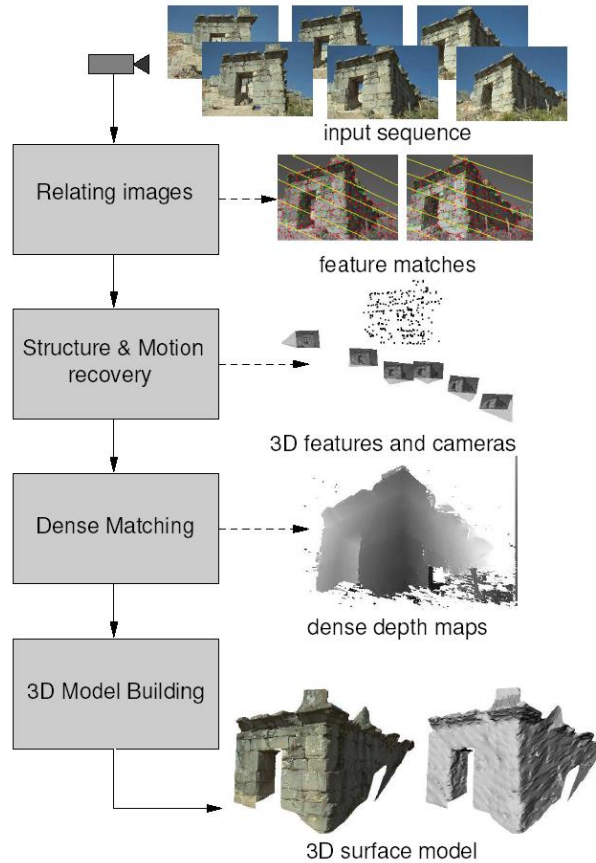 input sequence
Relating images
feature matches
Structure & Motion
recovery
3D features and cameras
Dense Matching
dense depth maps
3D Model Building
3D surface model